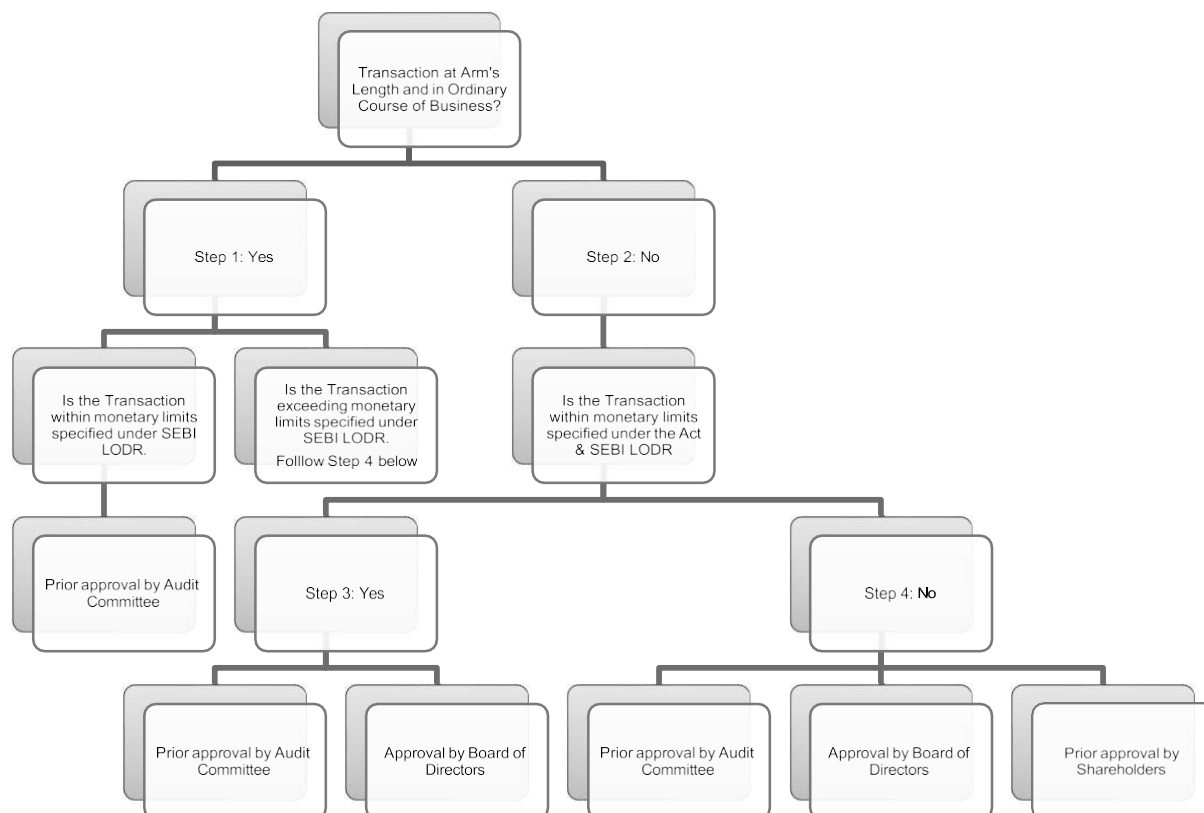 Transaction at Arm's
Length and in Ordinary
Course of Business?
Step 1: Yes
Step 2: No
Is the Transaction
within monetary limits
specified under SEBI
LODR.
Is the Transaction
exceeding monetary
limits specified under
SEBI LODR.
Folllow Step 4 below
Is the Transaction
within monetary limits
specified under the Act
& SEBI LODR
Prior approval by Audit
Committee
Step 3: Yes
Step 4: No
Prior approval by Audit
Committee
Approval by Board of
Directors
Prior approval by Audit
Committee
Approval by Board of
Directors
Prior approval by
Shareholders